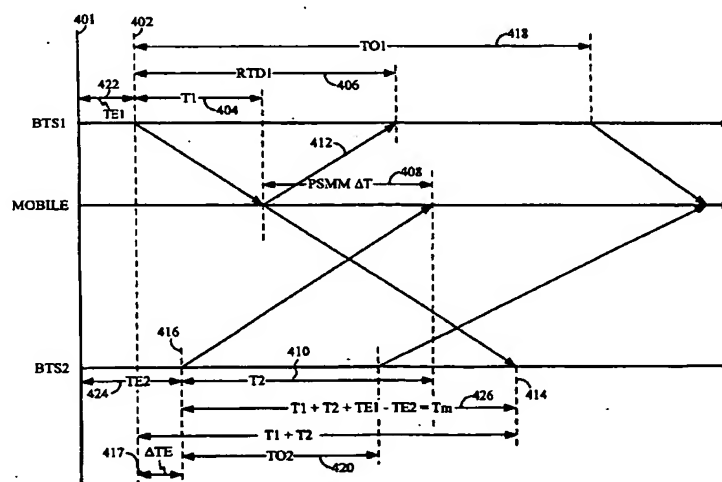 401
402
TO1
418
RTD1
406
422
T1
404
TE1
BTS1
412
PSMM ΔT
408
MOBILE
416
410
BTS2
TE2
T2
424
414
T1 + T2 + TE1 - TE2 = Tm
426
T1 + T2
417
ΔTE
TO2
420